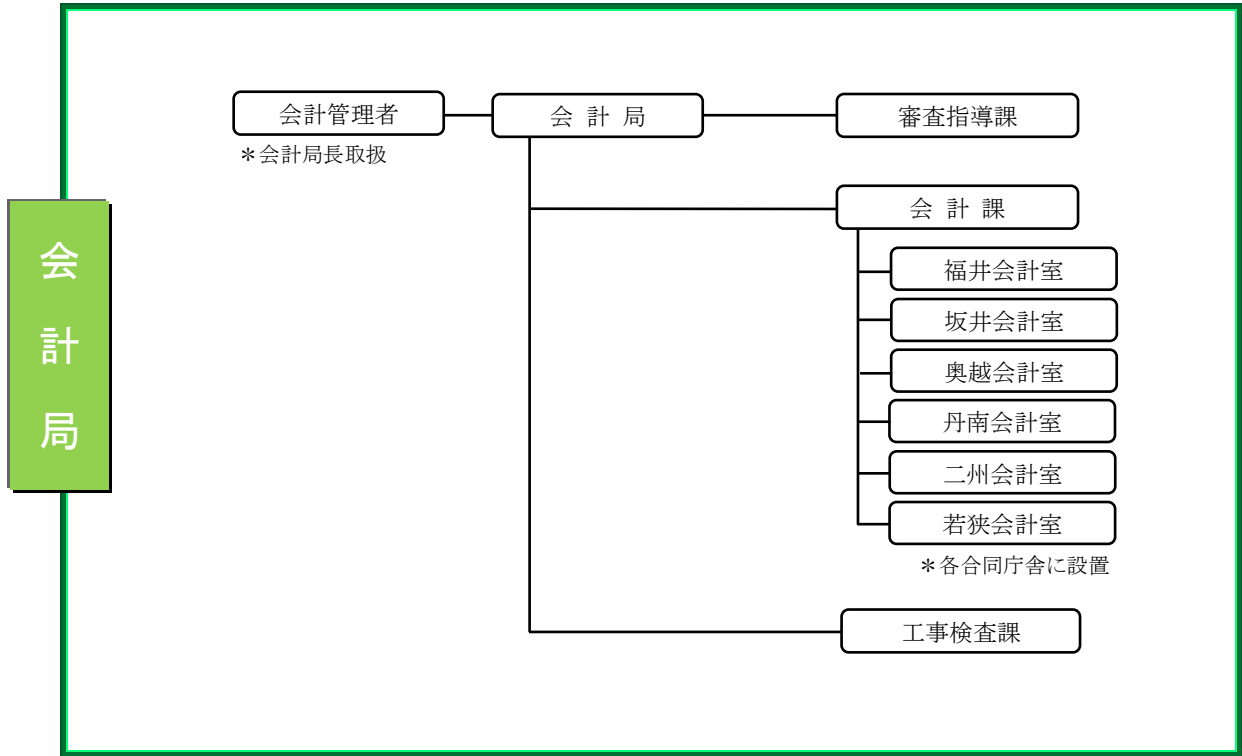 会計局
会計管理者
会 計 局
審査指導課
＊会計局長取扱
会 計 課
福井会計室
坂井会計室
奥越会計室
丹南会計室
二州会計室
若狭会計室
＊各合同庁舎に設置
工事検査課